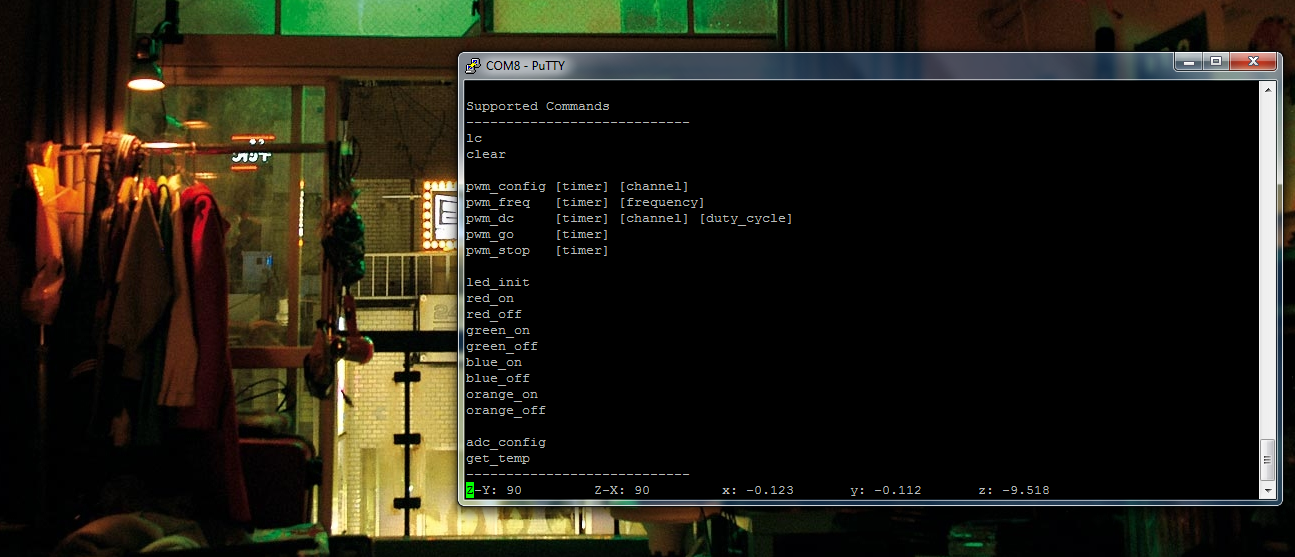 COM8 - PuTTY
Supported Commands
----------------------------
lc
clear
pwm_config [timer] [channel]
pwm_freq   [timer] [frequency]
pwm_dc     [timer] [channel] [duty_cycle]
pwm_go     [timer]
pwm_stop   [timer]
led_init
red_on
red_off
green_on
green_off
blue_on
blue_off
orange_on
orange_off
adc_config
get_temp
----------------------------
Z-Y: 90         Z-X: 90         x: -0.123       y: -0.112       z: -9.518